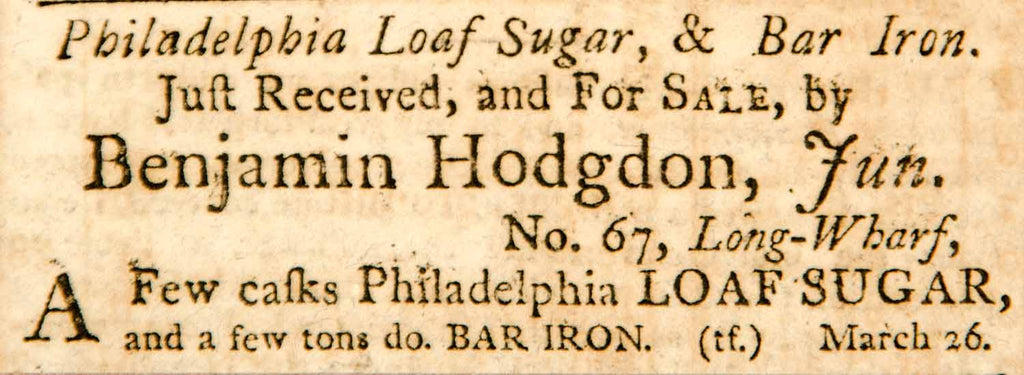 Philadelphia Loaf Sugar, & Bar Iron.
Juſt Received, and For SALE, by
Benjamin Hodgdon, Jun.
No. 67, Long-Wharf,
A Few caſks Philadelphia LOAF SUGAR,
and a few tons do. BAR IRON. (tf.) March 26.